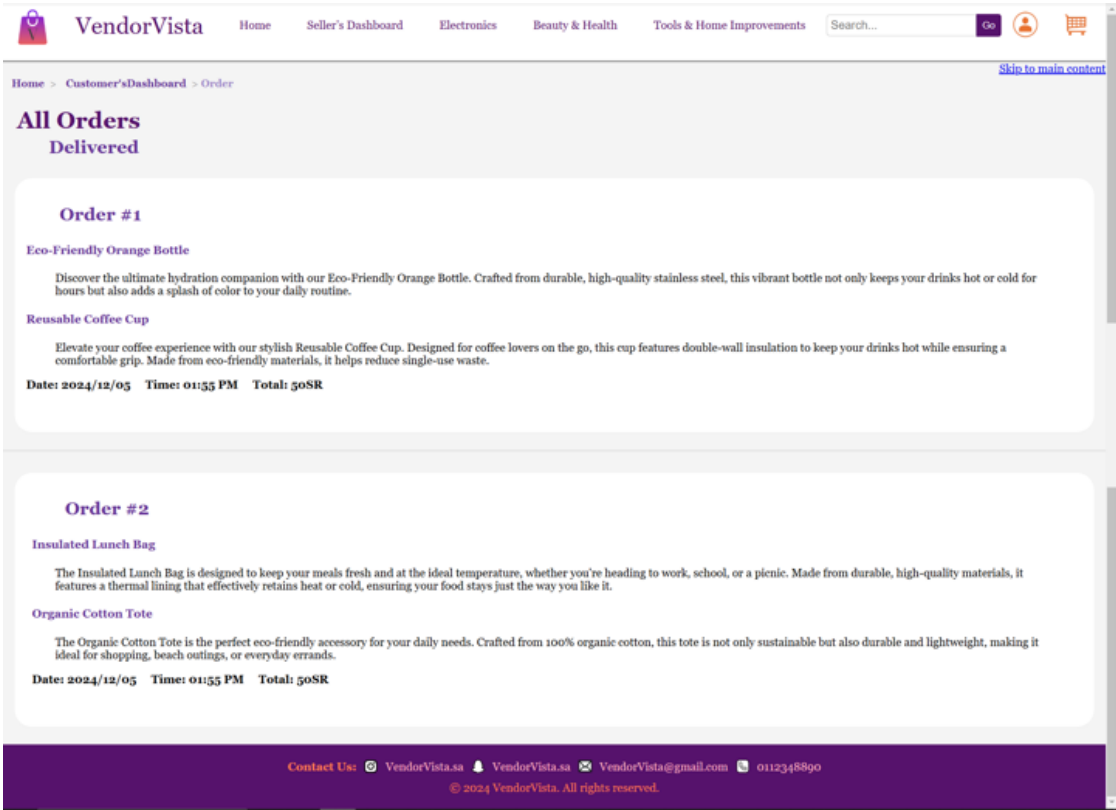 VendorVista
Home Seller's Dashboard Electronics Beauty & Health Tools & Home Improvements Search... Go
Skip to main content
Home > Customer'sDashboard > Order
All Orders
Delivered
Order #1
Eco-Friendly Orange Bottle
Discover the ultimate hydration companion with our Eco-Friendly Orange Bottle. Crafted from durable, high-quality stainless steel, this vibrant bottle not only keeps your drinks hot or cold for
hours but also adds a splash of color to your daily routine.
Reusable Coffee Cup
Elevate your coffee experience with our stylish Reusable Coffee Cup. Designed for coffee lovers on the go, this cup features double-wall insulation to keep your drinks hot while ensuring a
comfortable grip. Made from eco-friendly materials, it helps reduce single-use waste.
Date: 2024/12/05 Time: 01:55 PM Total: 50SR
Order #2
Insulated Lunch Bag
The Insulated Lunch Bag is designed to keep your meals fresh and at the ideal temperature, whether you're heading to work, school, or a picnic. Made from durable, high-quality materials, it
features a thermal lining that effectively retains heat or cold, ensuring your food stays just the way you like it.
Organic Cotton Tote
The Organic Cotton Tote is the perfect eco-friendly accessory for your daily needs. Crafted from 100% organic cotton, this tote is not only sustainable but also durable and lightweight, making it
ideal for shopping, beach outings, or everyday errands.
Date: 2024/12/05 Time: 01:55 PM Total: 50SR
Contact Us: VendorVista.sa VendorVista.sa VendorVista@gmail.com 0112348890
© 2024 VendorVista. All rights reserved.